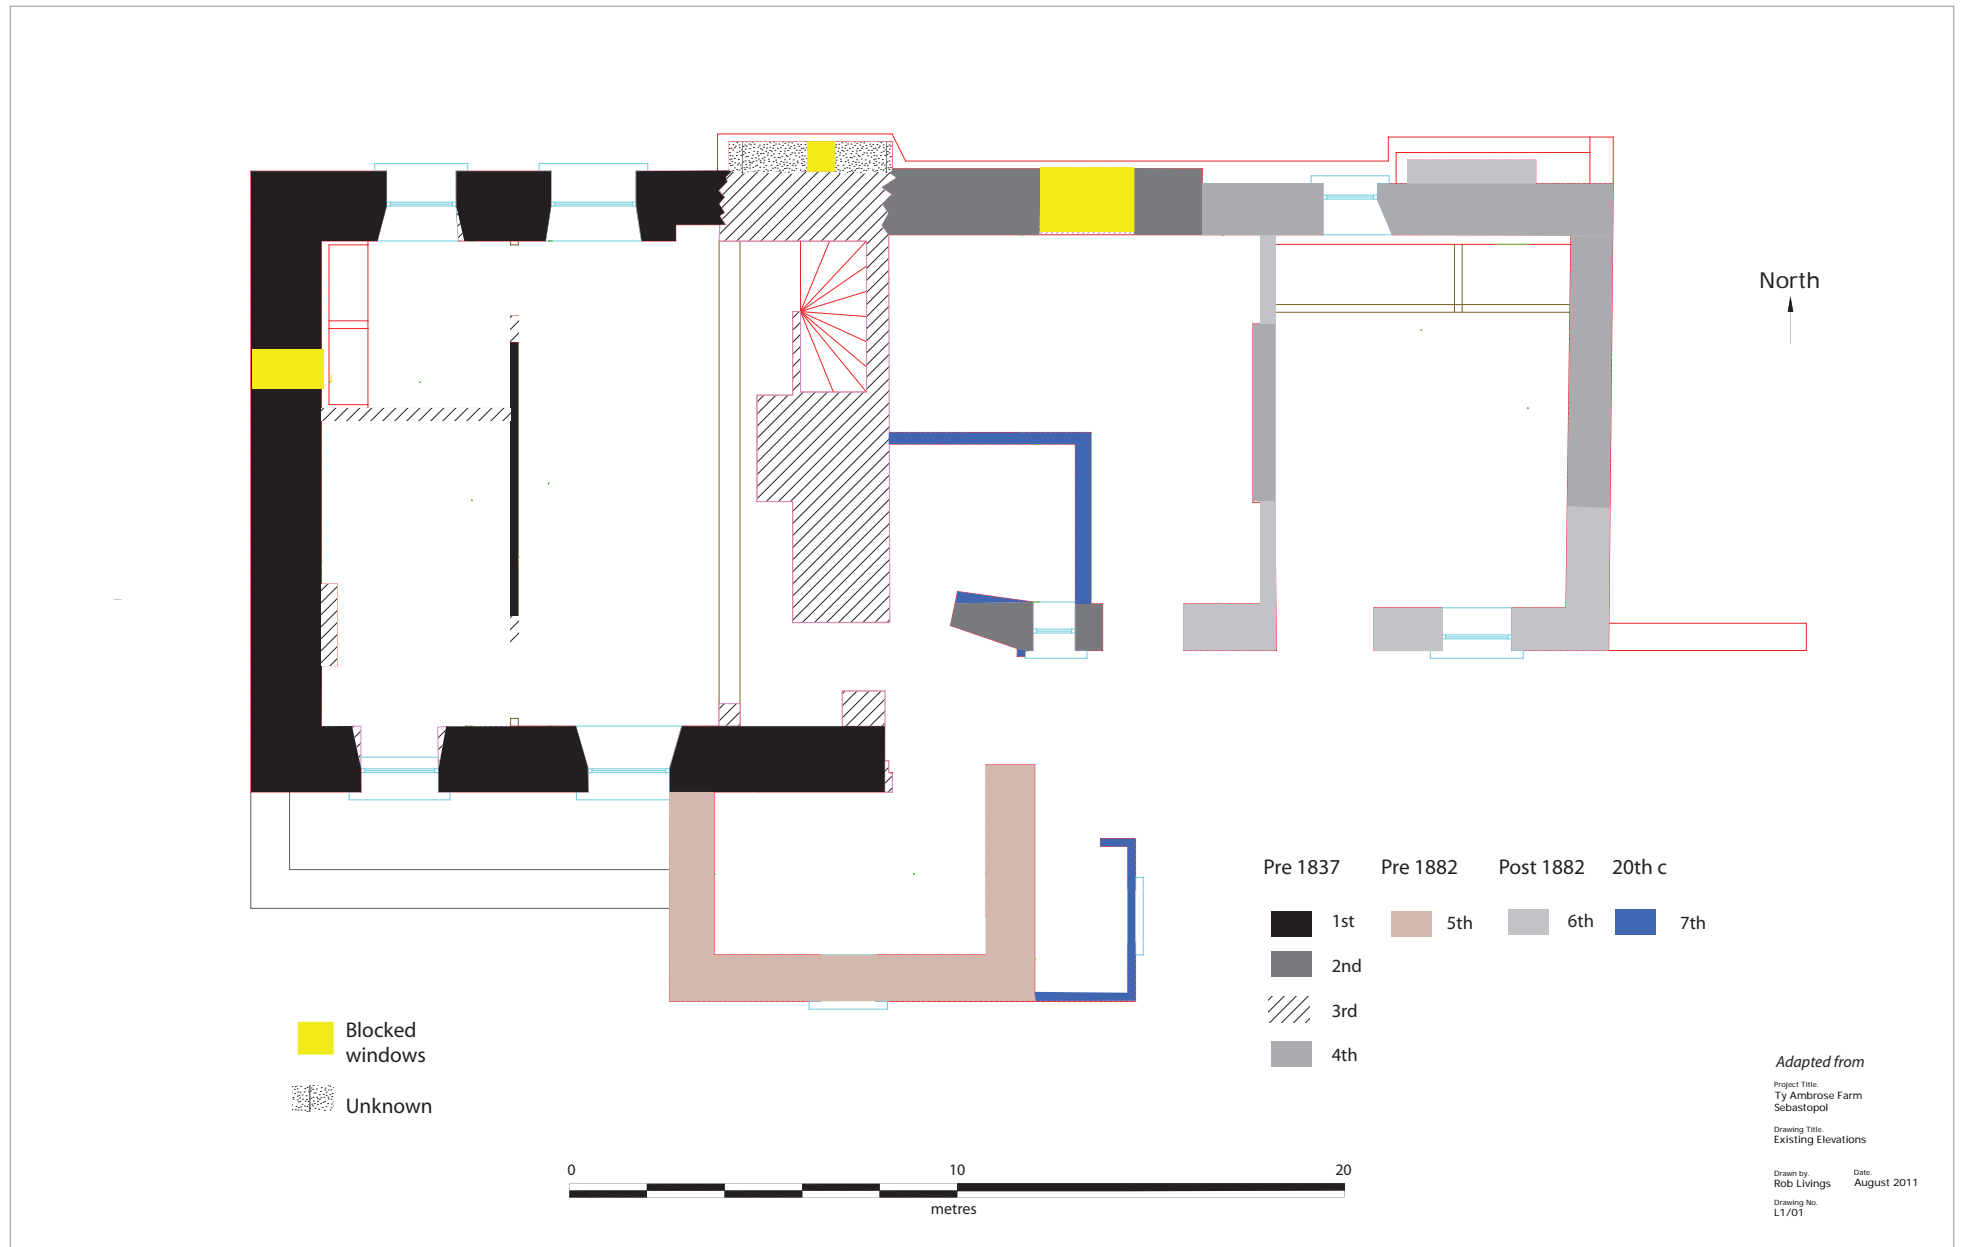 North
Pre 1837 Pre 1882 Post 1882 20th c
1st 5th 6th 7th
2nd
3rd
4th
Blocked
windows
Unknown
Adapted from
Project Title.
Ty Ambrose Farm
Sebastopol
Drawing Title.
Existing Elevations
Drawn by. Date.
Rob Livings August 2011
Drawing No.
L1/01
0 10 20
metres